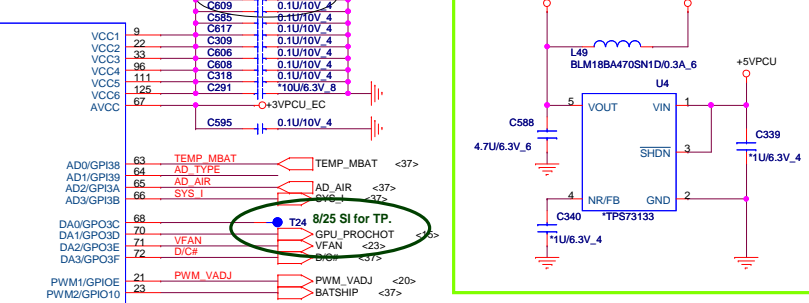 C609 0.1U/10V_4
C585 0.1U/10V_4
C617 0.1U/10V_4
C309 0.1U/10V_4
C606 0.1U/10V_4
C608 0.1U/10V_4
C318 0.1U/10V_4
C291 *10U/6.3V_8
VCC1 9
VCC2 22
VCC3 33
VCC4 96
VCC5 111
VCC6 125
AVCC 67
+3VPCU_EC
C595 0.1U/10V_4
AD0/GPI38 63 TEMP_MBAT TEMP_MBAT <37>
AD1/GPI39 64 AD_TYPE
AD2/GPI3A 65 AD_AIR AD_AIR <37>
AD3/GPI3B 66 SYS_I SYS_I <37>
8/25 SI for TP.
DA0/GPO3C 68 T24
DA1/GPO3D 70 GPU_PROCHOT
DA2/GPO3E 71 VFAN VFAN <23>
DA3/GPO3F 72 D/C# D/C# <37>
PWM1/GPIOE 21 PWM_VADJ PWM_VADJ <20>
PWM2/GPIO10 23 BATSHIP <37>
L49
BLM18BA470SN1D/0.3A_6
+5VPCU
U4
5 VOUT VIN 1
C588
4.7U/6.3V_6
C339
*1U/6.3V_4
SHDN 3
4 NR/FB GND 2
*TPS73133
C340
*1U/6.3V_4